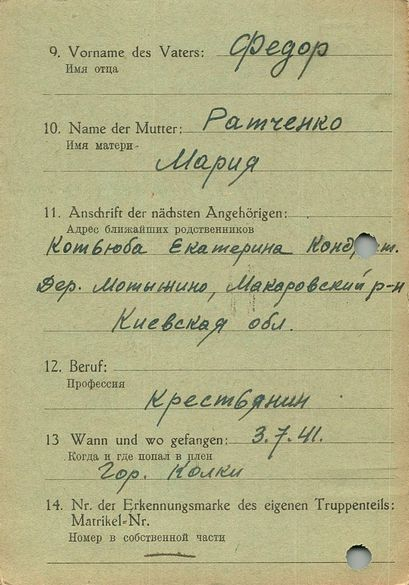 9. Vorname des Vaters: Федор
Имя отца
10. Name der Mutter: Ратченко
Имя матери-
Мария
11. Anschrift der nächsten Angehörigen:
Адрес ближайших родственников
Котьюба Екатерина
Дер. Мотыжино, Макаровский р-н
Киевская обл.
12. Beruf:
Профессия
Крестьянин
13 Wann und wo gefangen: 3.7.41.
Когда и где попал в плен
Гор. Колки
14. Nr. der Erkennungsmarke des eigenen Truppenteils:
Matrikel-Nr.
Номер в собственной части